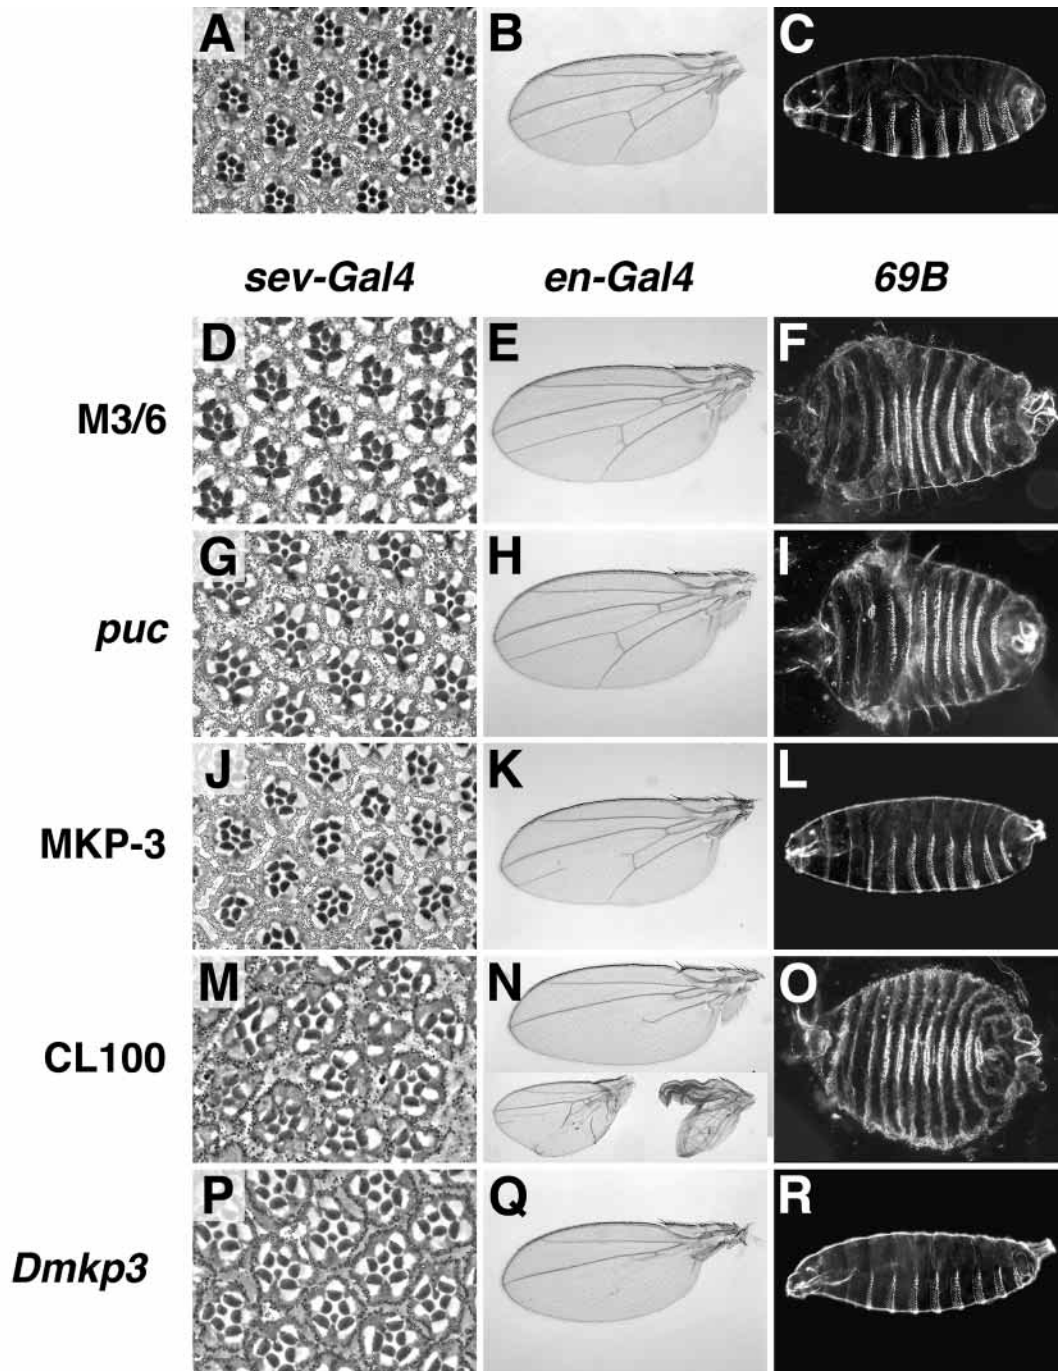 A B C
sev-Gal4 en-Gal4 69B
D E F
M3/6
G H I
puc
J K L
MKP-3
M N O
CL100
P Q R
Dmkp3